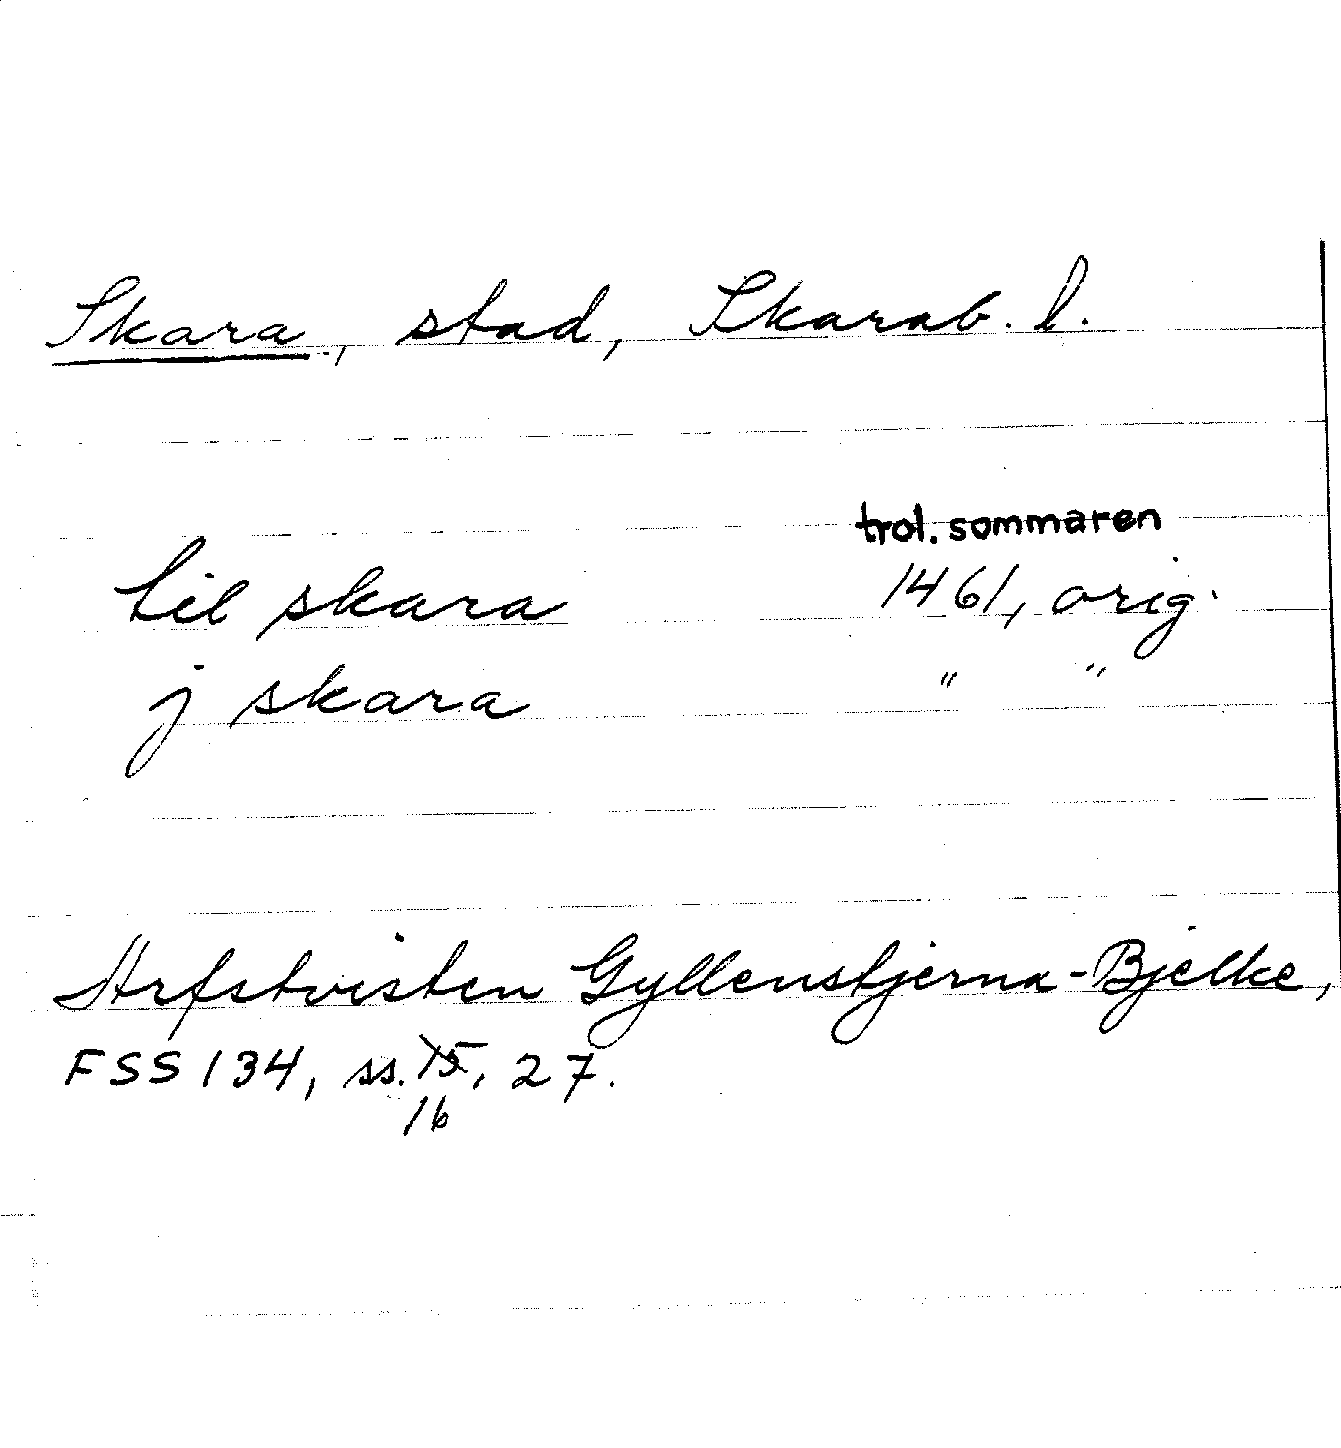 Skara, stad, Skarab. l.
trol. sommaren
til skara 1461, orig.
j skara " "
Arfstvisten Gyllenstjerna-Bjelke,
FSS 134, ss. 15, 27.
16